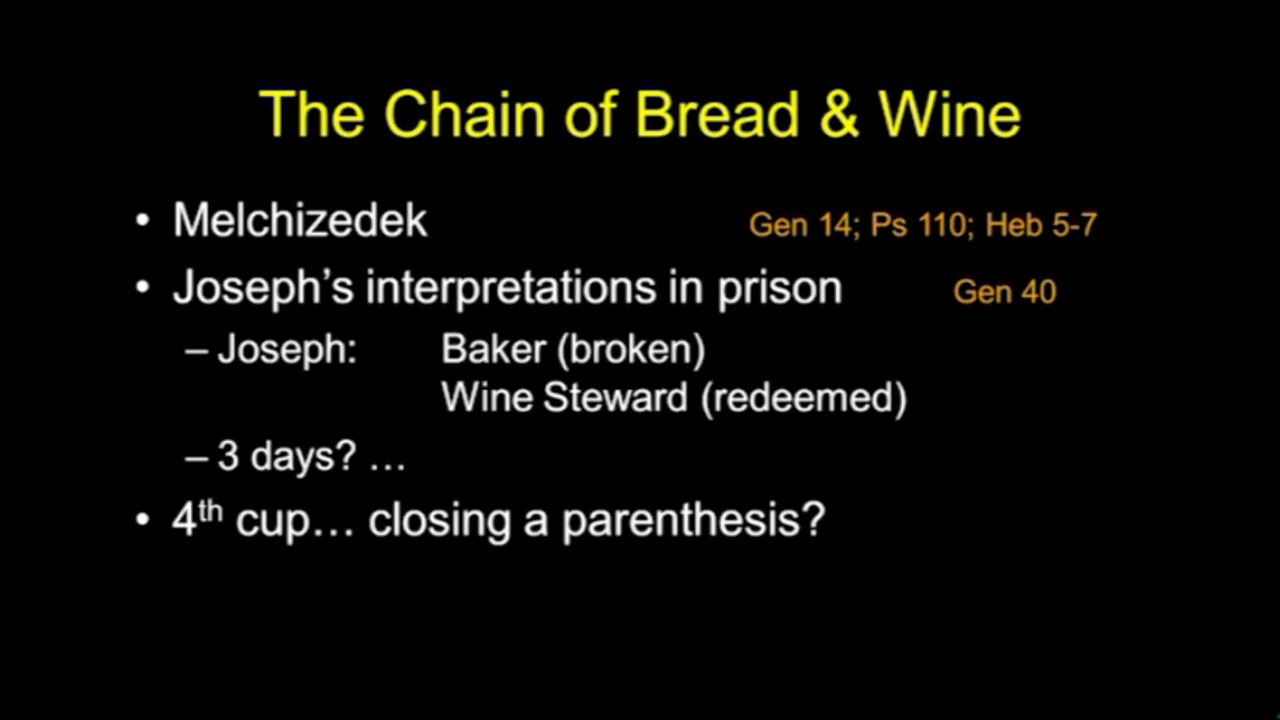 The Chain of Bread & Wine
• Melchizedek Gen 14; Ps 110; Heb 5-7
• Joseph’s interpretations in prison Gen 40
– Joseph: Baker (broken)
Wine Steward (redeemed)
– 3 days? …
• 4th cup… closing a parenthesis?